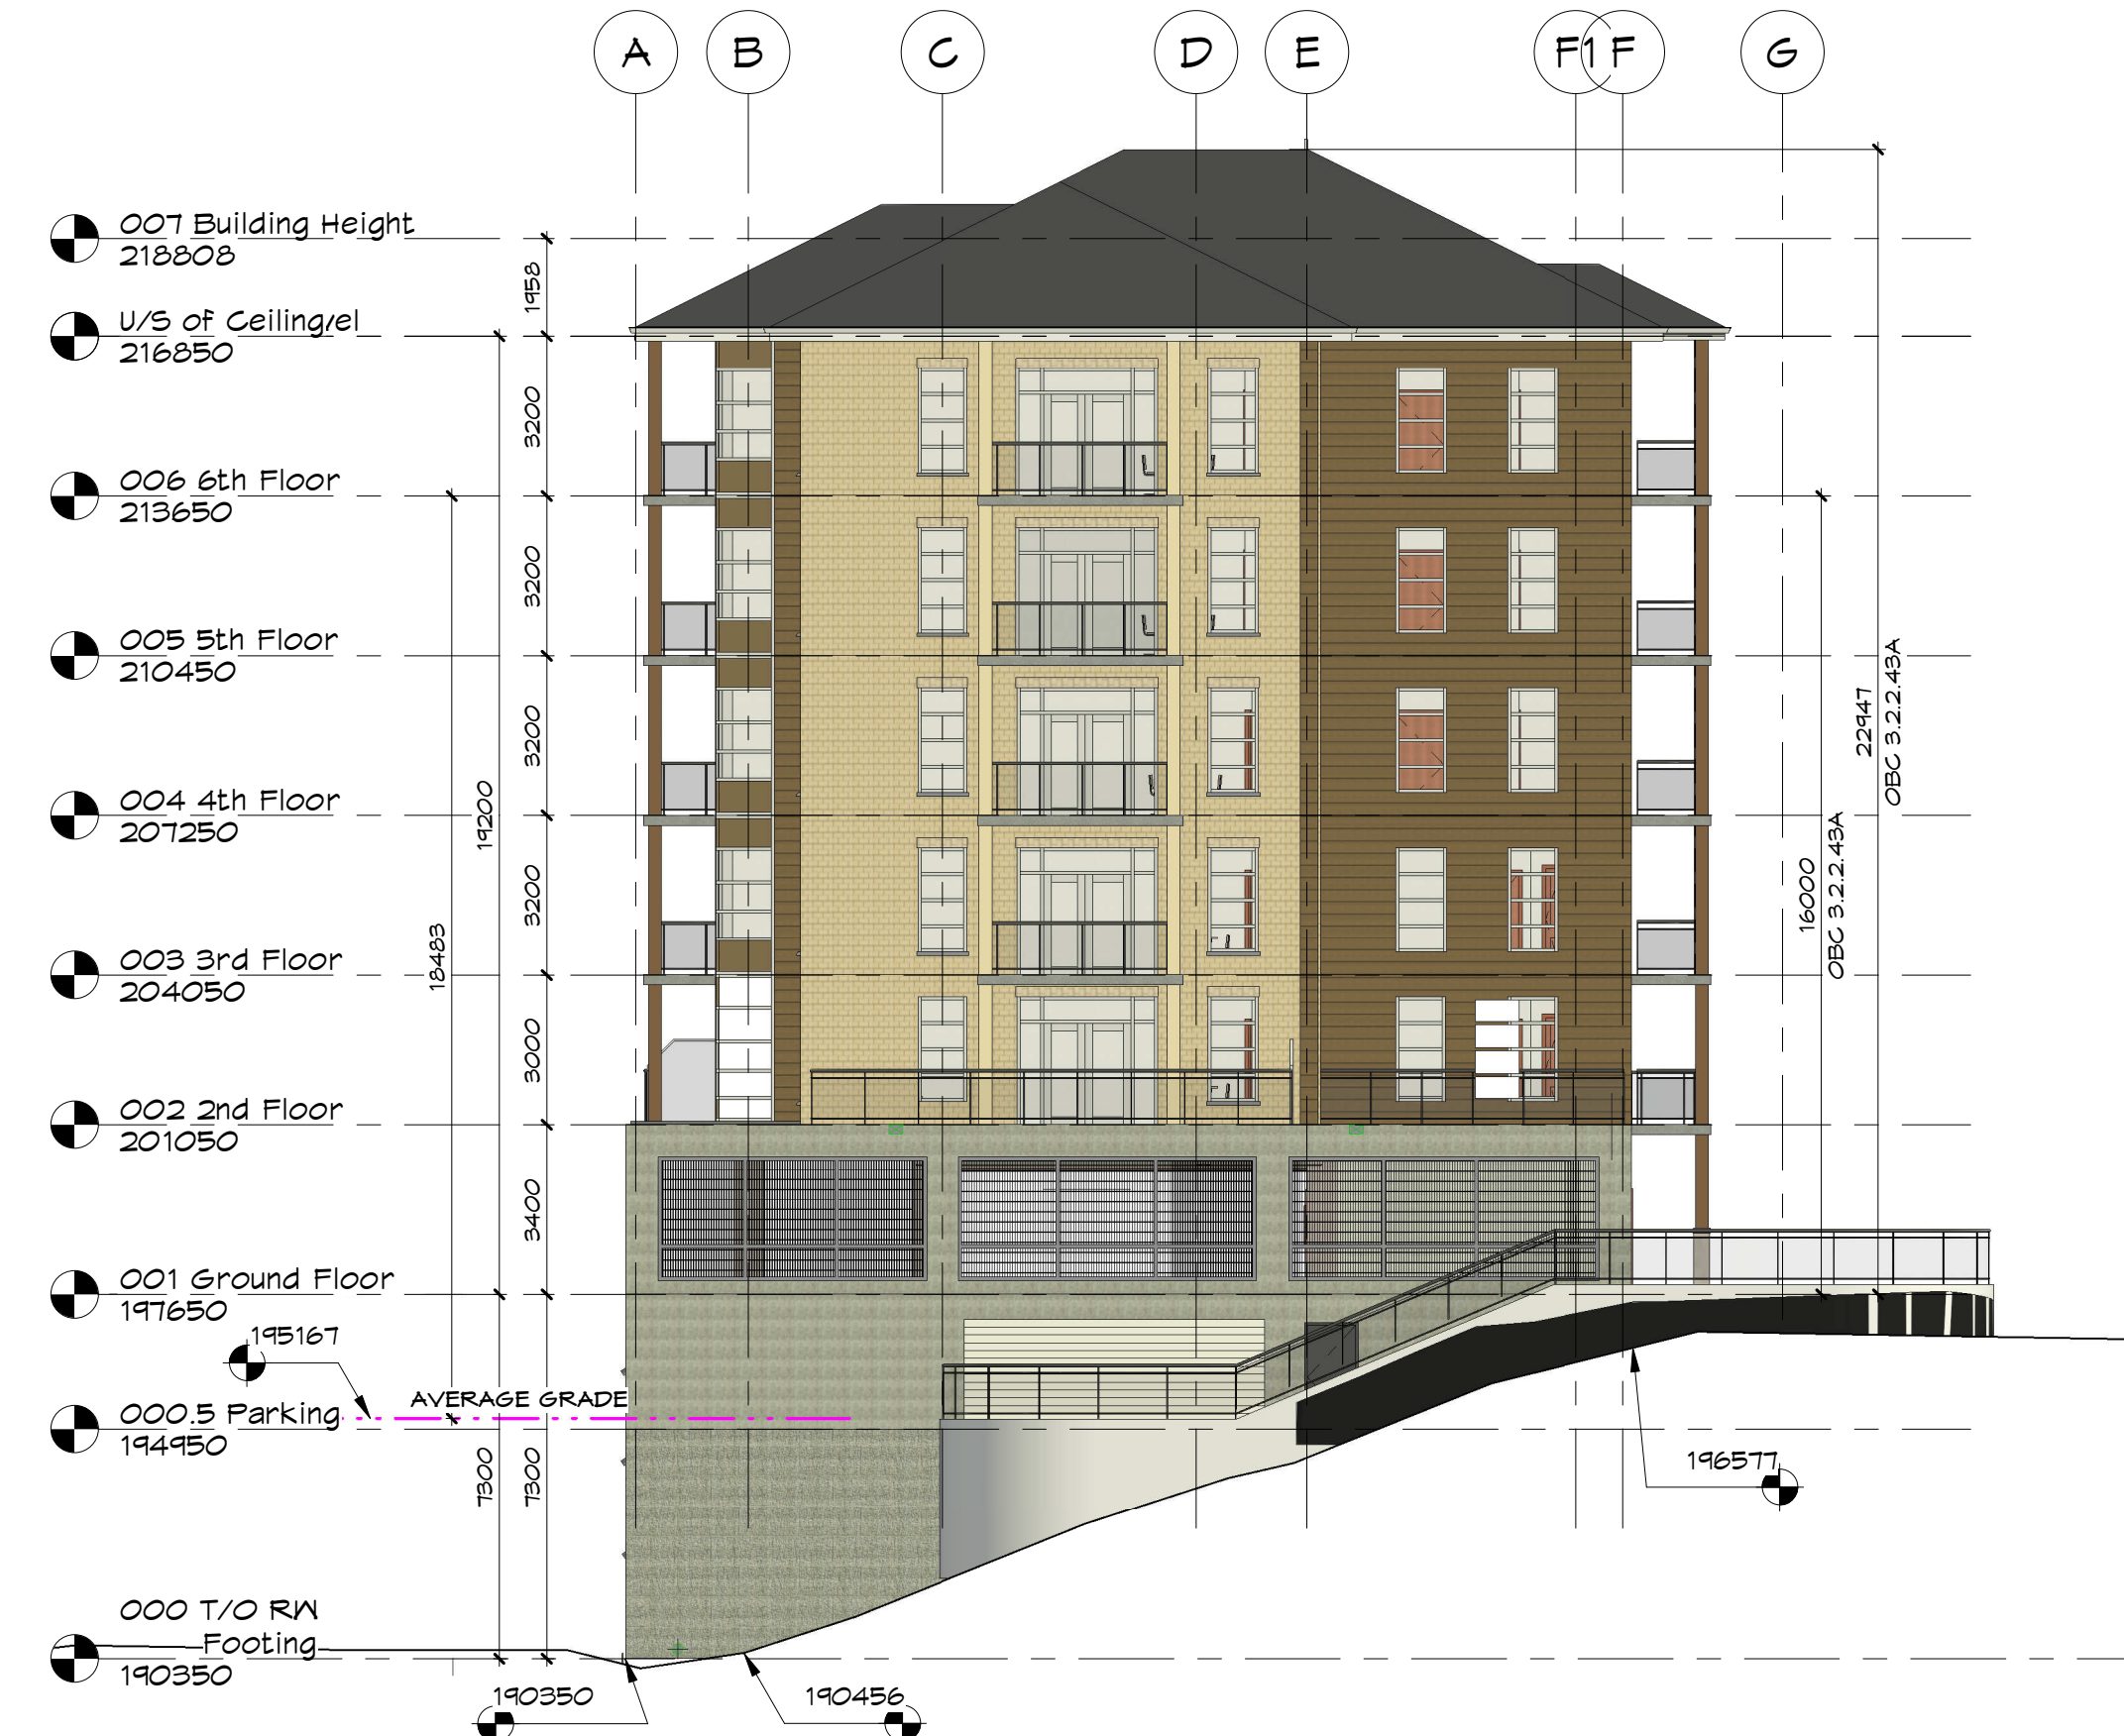 A B C D E F1 F G
007 Building Height
218808
U/S of Ceiling/el
216850
006 6th Floor
213650
005 5th Floor
210450
004 4th Floor
207250
003 3rd Floor
204050
002 2nd Floor
201050
001 Ground Floor
197650
195167
AVERAGE GRADE
000.5 Parking
194950
000 T/O RW
Footing
190350
1958
3200
3200
3200
3200
3000
3400
7300
19200
7300
18483
22947
OBC 3.2.2.43A
16000
OBC 3.2.2.43A
196577
190350
190456